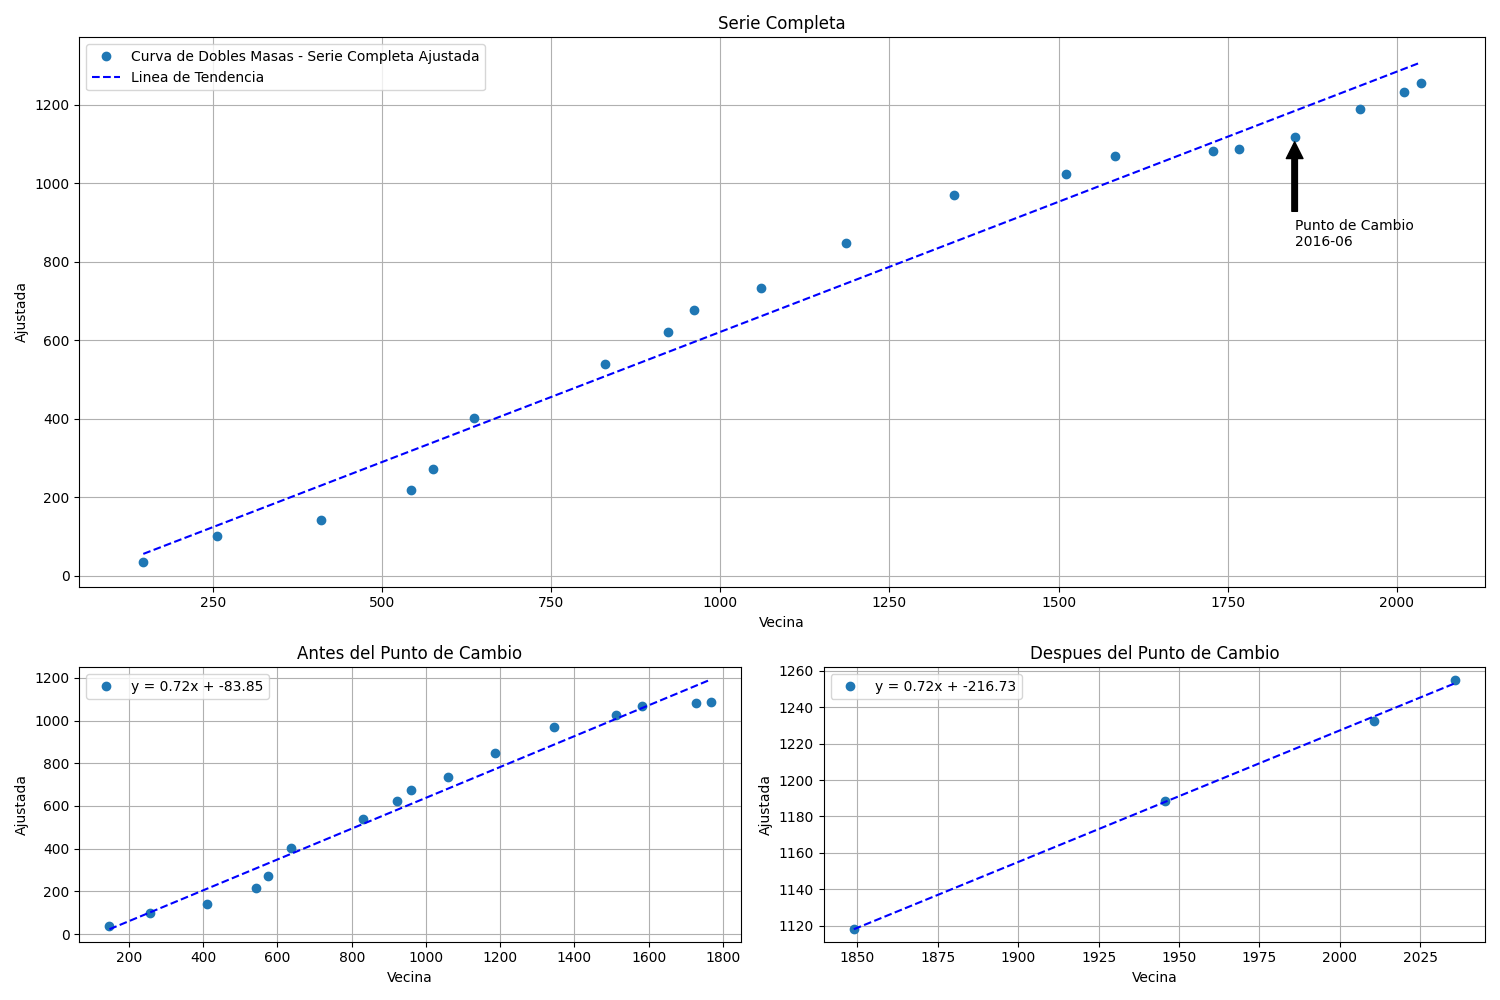 Serie Completa
Curva de Dobles Masas - Serie Completa Ajustada
Linea de Tendencia
Ajustada
1200
1000
800
600
400
200
0
Punto de Cambio
2016-06
250 500 750 1000 1250 1500 1750 2000
Vecina
Antes del Punto de Cambio
y = 0.72x + -83.85
Ajustada
1200
1000
800
600
400
200
0
200 400 600 800 1000 1200 1400 1600 1800
Vecina
Despues del Punto de Cambio
y = 0.72x + -216.73
Ajustada
1260
1240
1220
1200
1180
1160
1140
1120
1850 1875 1900 1925 1950 1975 2000 2025
Vecina